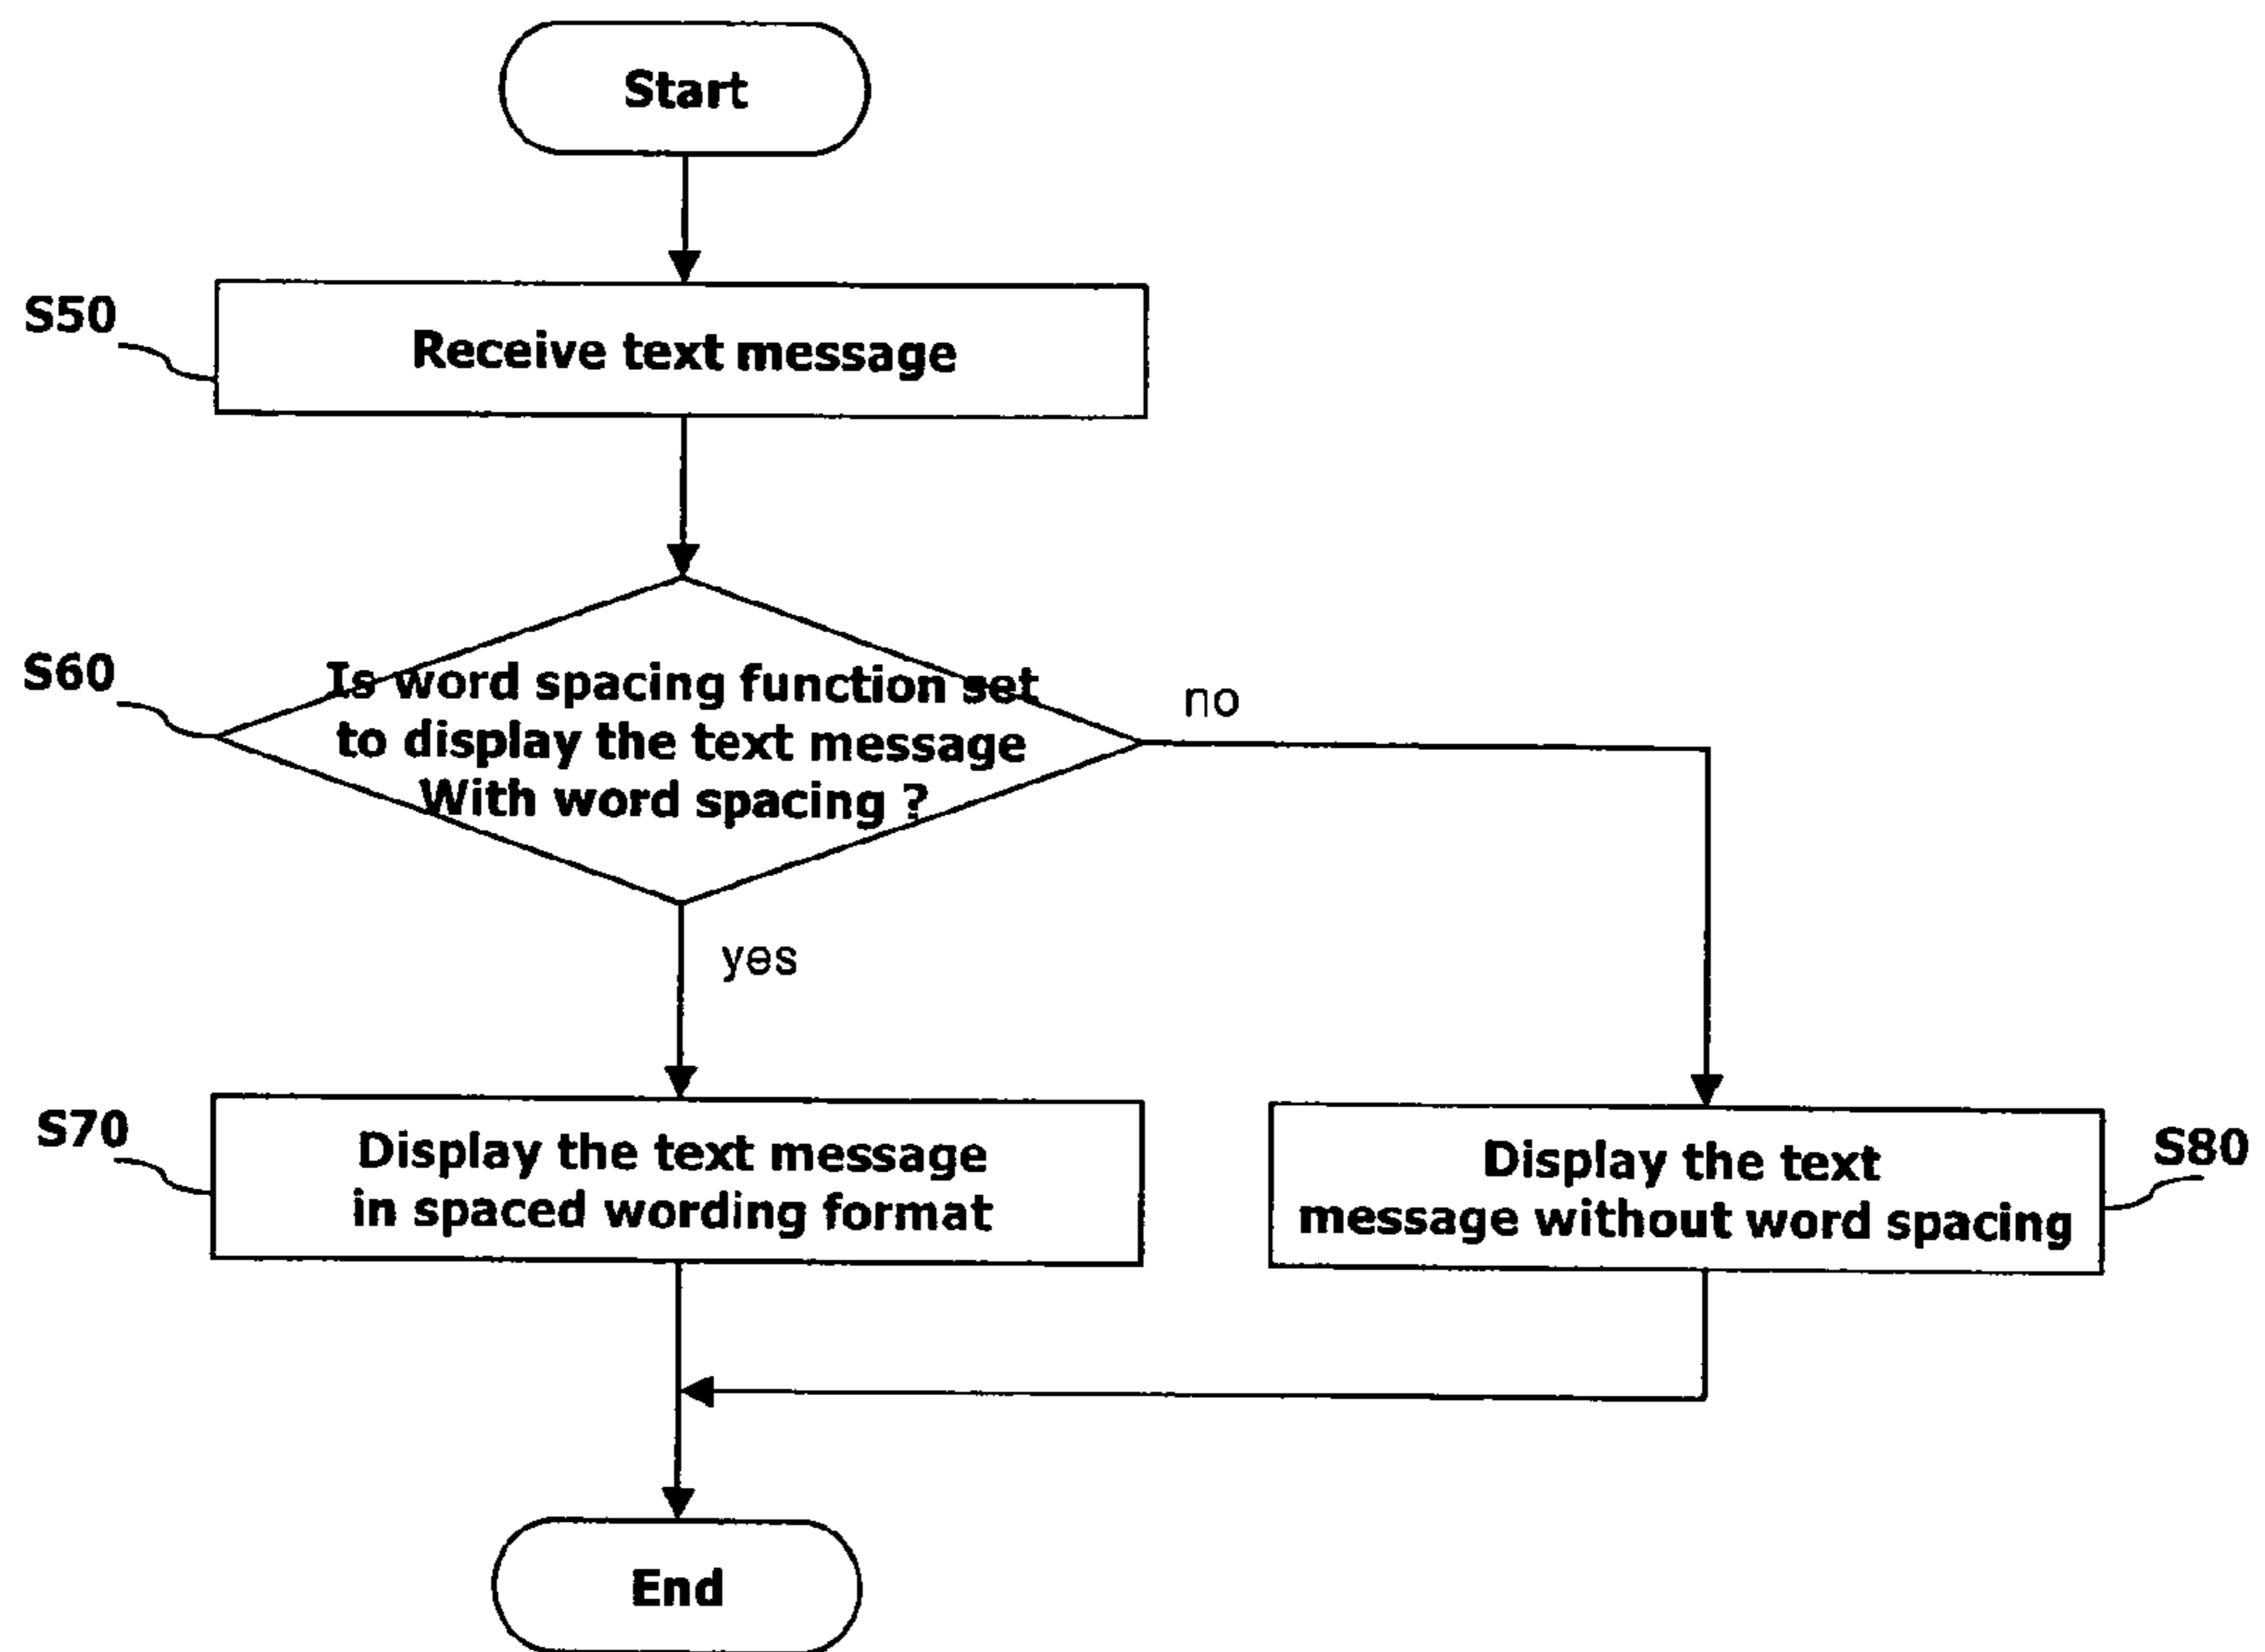 Start
S50
Receive text message
S60
Is word spacing function set
to display the text message
With word spacing ?
no
yes
S70
Display the text message
in spaced wording format
Display the text
message without word spacing
S80
End